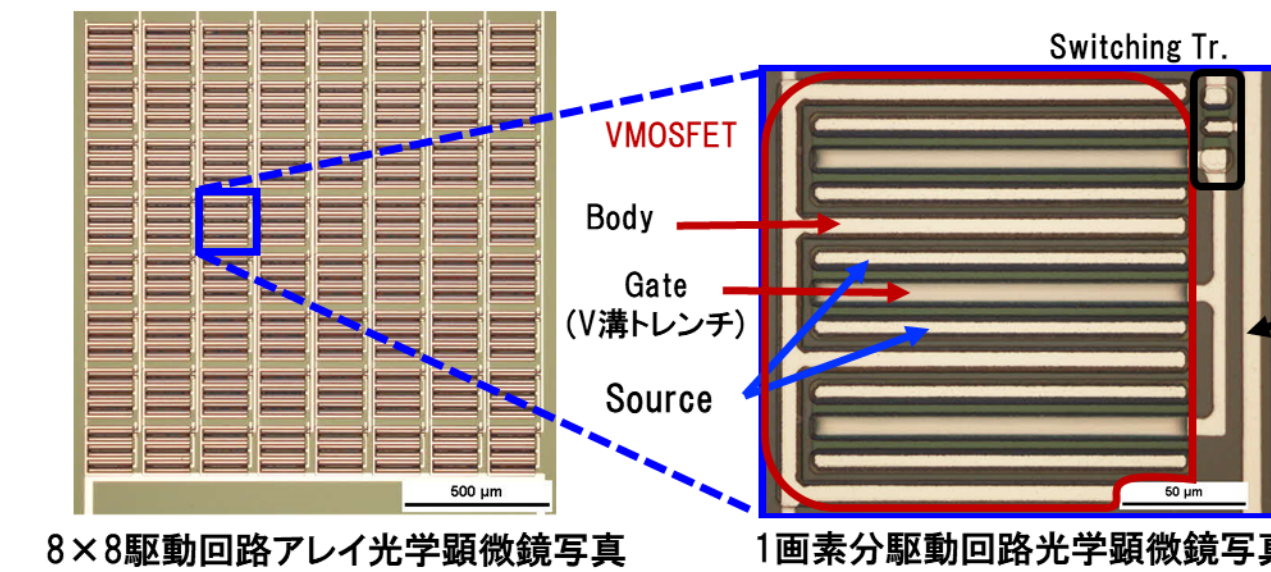 Switching Tr.
VMOSFET
Body
Gate
(V溝トレンチ)
Source
500 µm
50 µm
8×8駆動回路アレイ光学顕微鏡写真
1画素分駆動回路光学顕微鏡写真